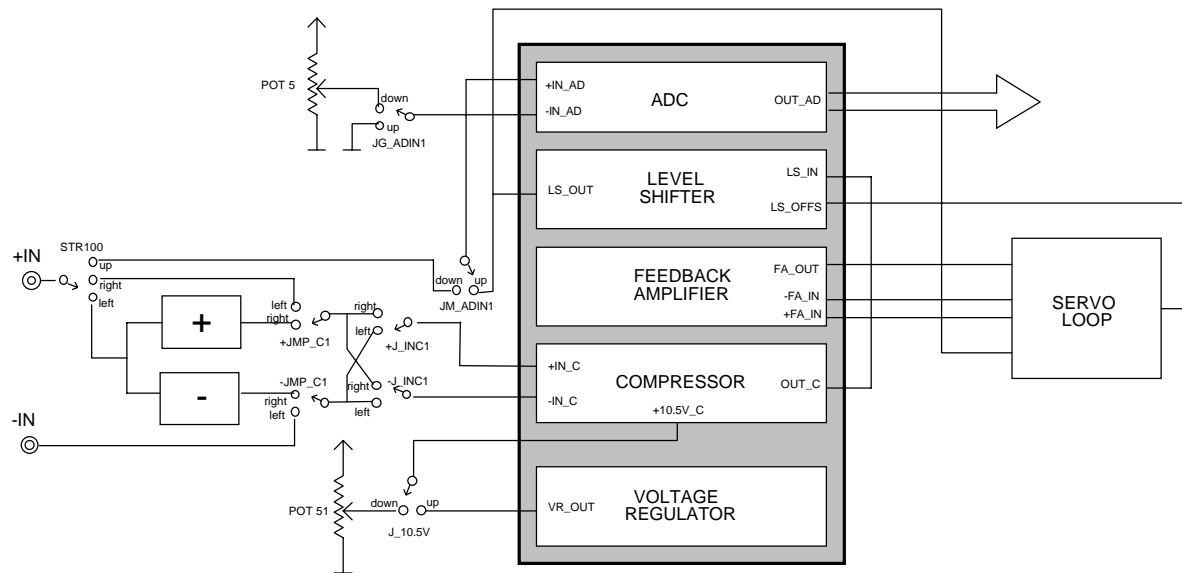 POT 5
down
up
JG_ADIN1
+IN_AD
-IN_AD
ADC
OUT_AD
LS_OUT
LEVEL
SHIFTER
LS_IN
LS_OFFS
+IN
STR100
up
right
left
down
up
JM_ADIN1
FEEDBACK
AMPLIFIER
FA_OUT
-FA_IN
+FA_IN
SERVO
LOOP
+
left
right
+JMP_C1
right
left
+J_INC1
-
-JMP_C1
right
left
right
left
-J_INC1
+IN_C
-IN_C
COMPRESSOR
+10.5V_C
OUT_C
-IN
POT 51
down
up
J_10.5V
VR_OUT
VOLTAGE
REGULATOR